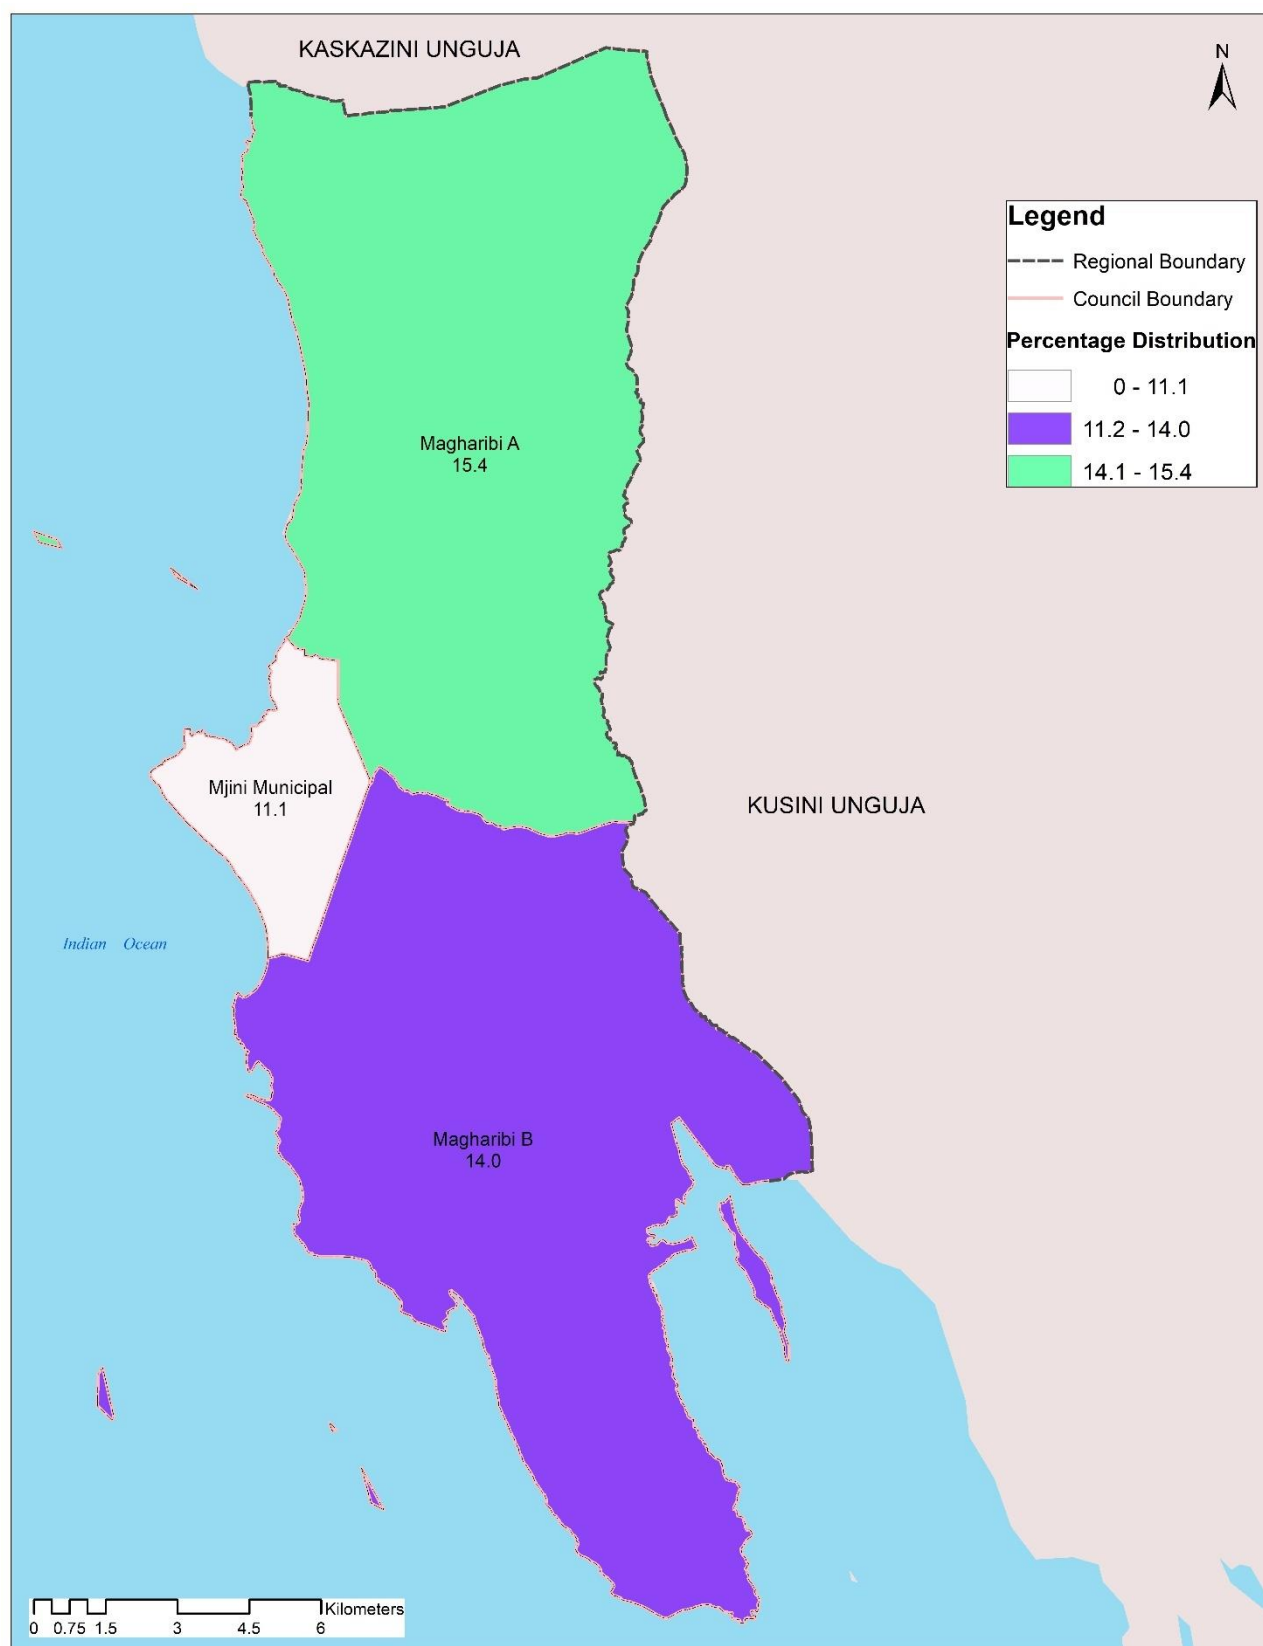 KASKAZINI UNGUJA
N
Legend
Regional Boundary
Council Boundary
Percentage Distribution
0 - 11.1
11.2 - 14.0
14.1 - 15.4
Magharibi A
15.4
Mjini Municipal
11.1
KUSINI UNGUJA
Indian Ocean
Magharibi B
14.0
Kilometers
0 0.75 1.5 3 4.5 6